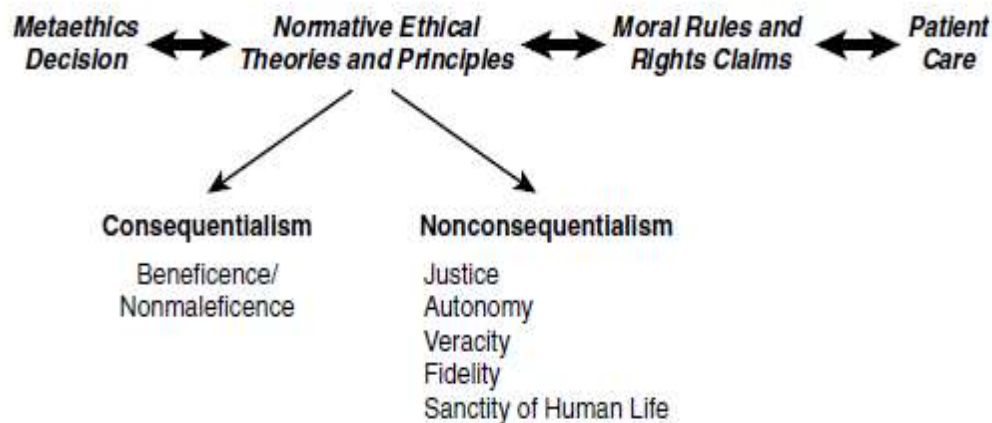 Metaethics Decision
Normative Ethical Theories and Principles
Moral Rules and Rights Claims
Patient Care
Consequentialism
Beneficence/
Nonmaleficence
Nonconsequentialism
Justice
Autonomy
Veracity
Fidelity
Sanctity of Human Life